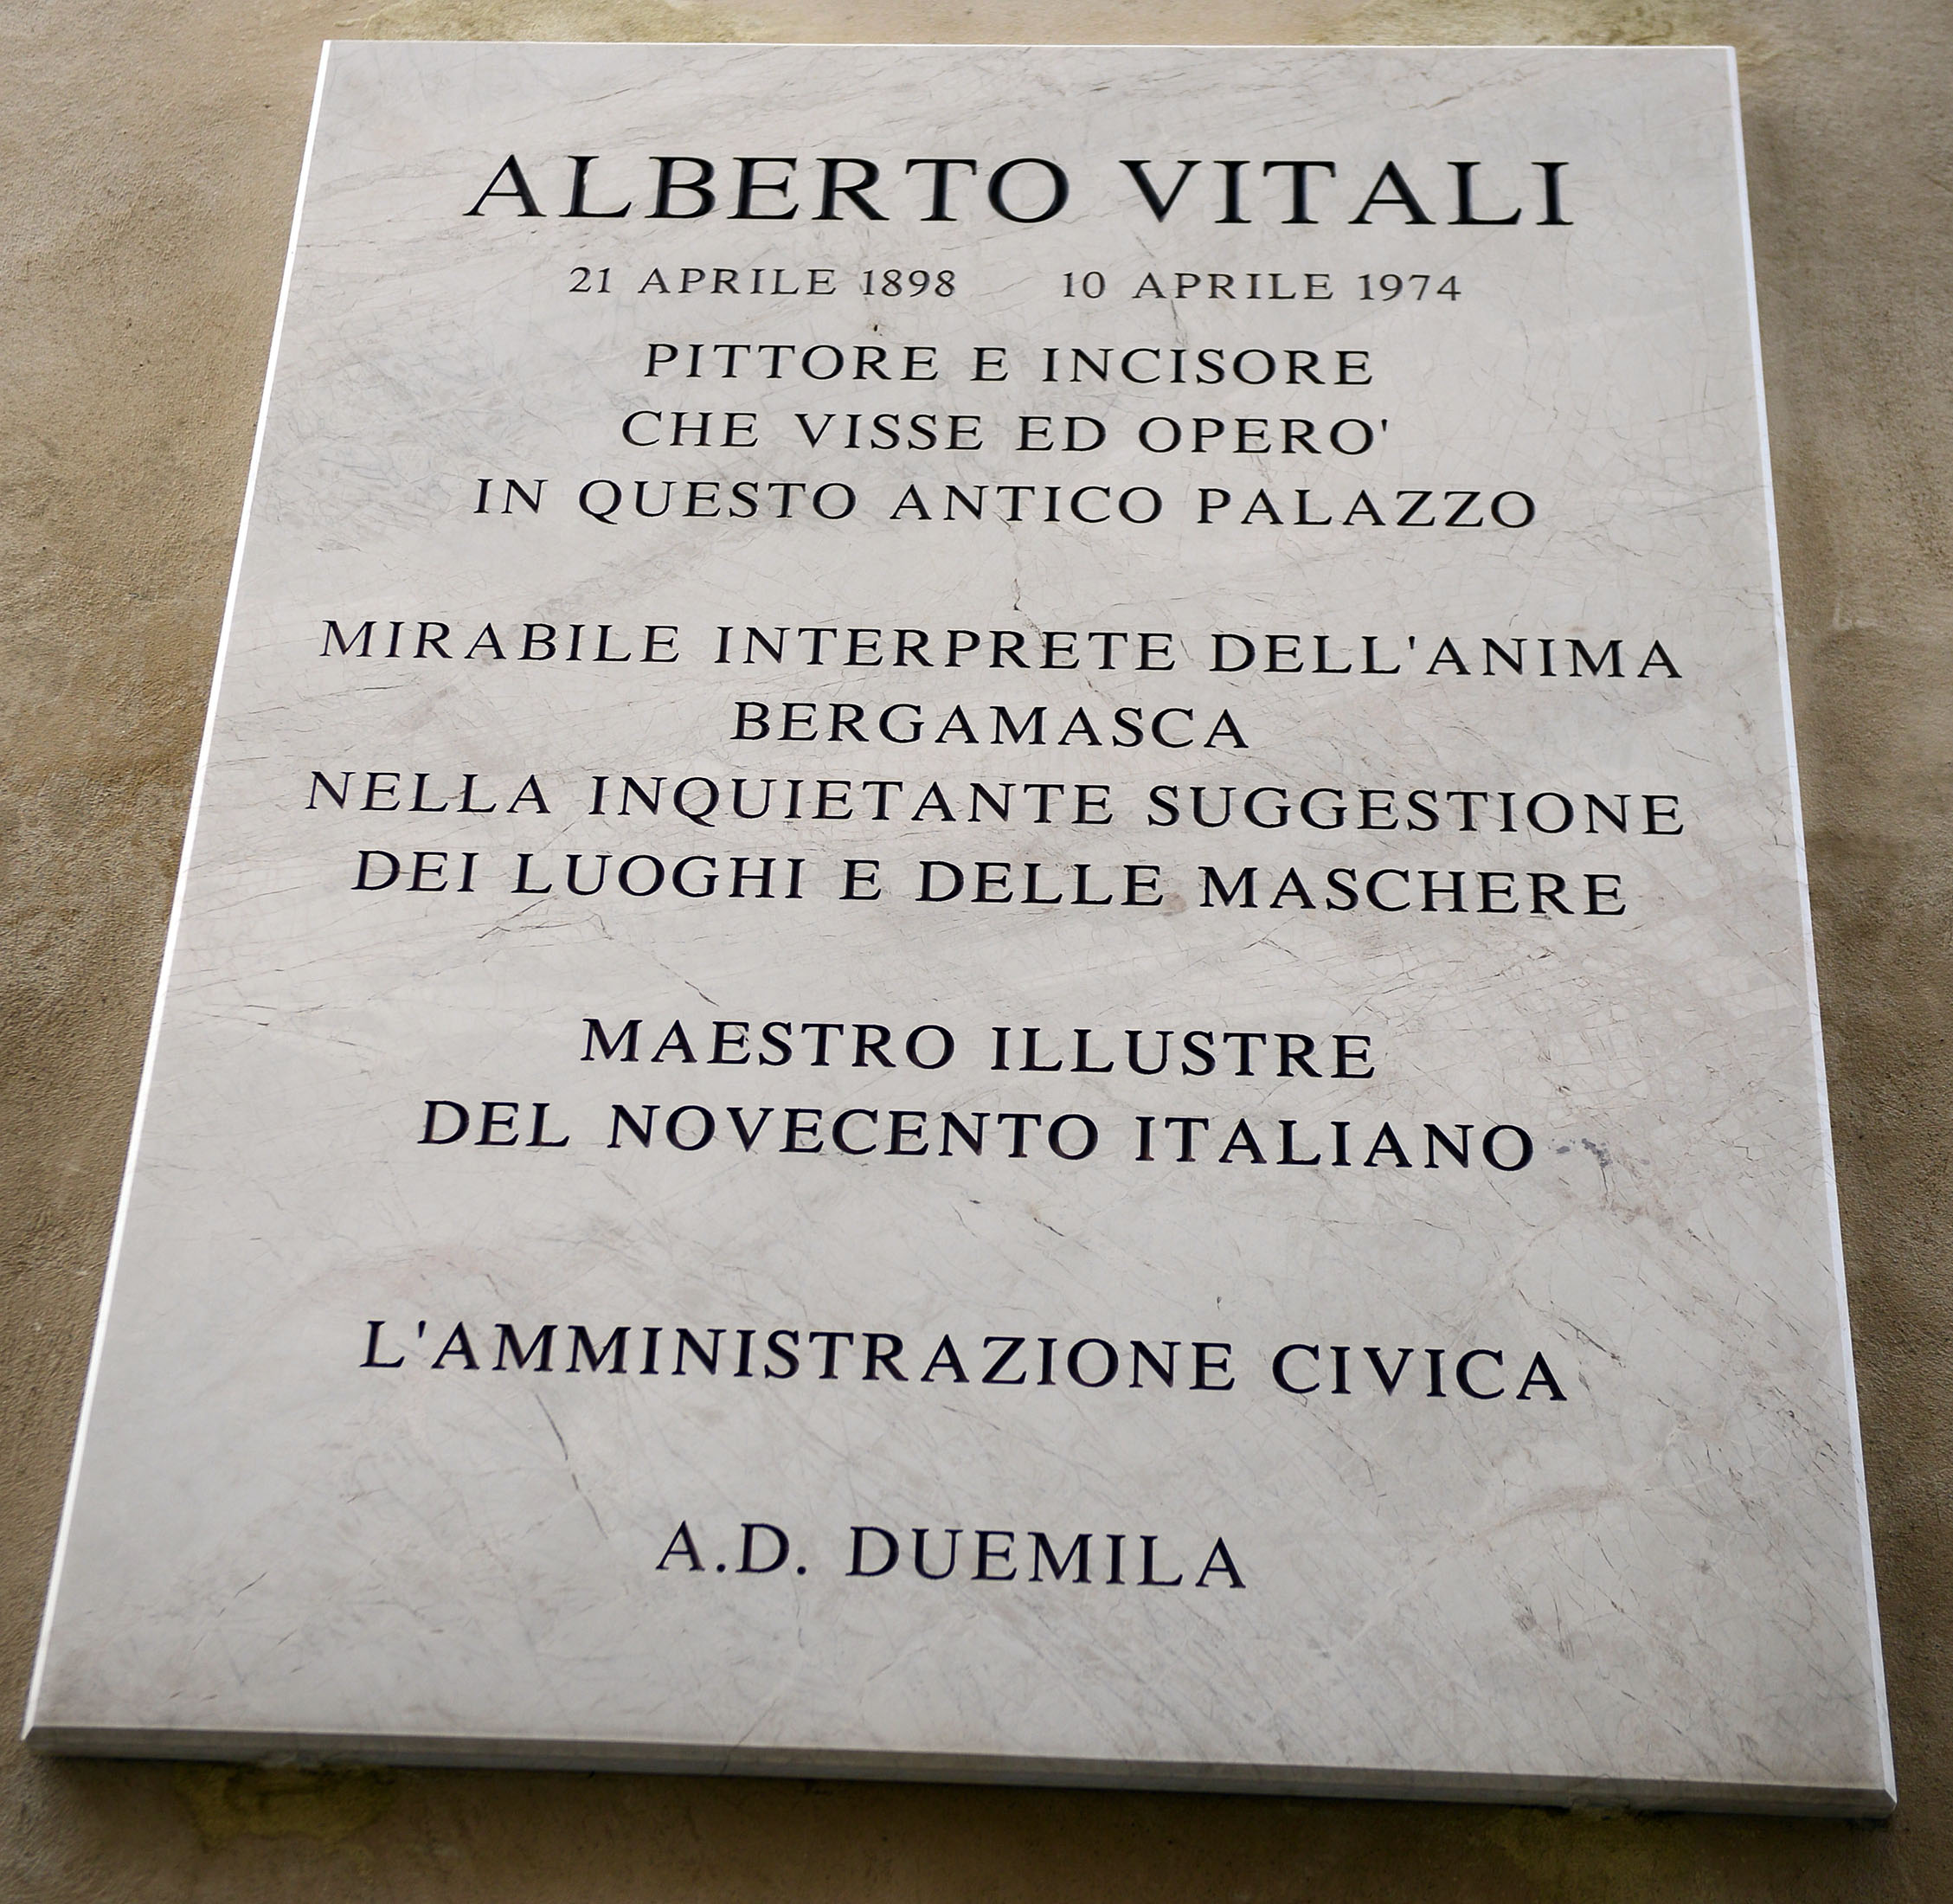 ALBERTO VITALI
21 APRILE 1898 10 APRILE 1974
PITTORE E INCISORE
CHE VISSE ED OPERO'
IN QUESTO ANTICO PALAZZO
MIRABILE INTERPRETE DELL'ANIMA
BERGAMASCA
NELLA INQUIETANTE SUGGESTIONE
DEI LUOGHI E DELLE MASCHERE
MAESTRO ILLUSTRE
DEL NOVECENTO ITALIANO
L'AMMINISTRAZIONE CIVICA
A.D. DUEMILA